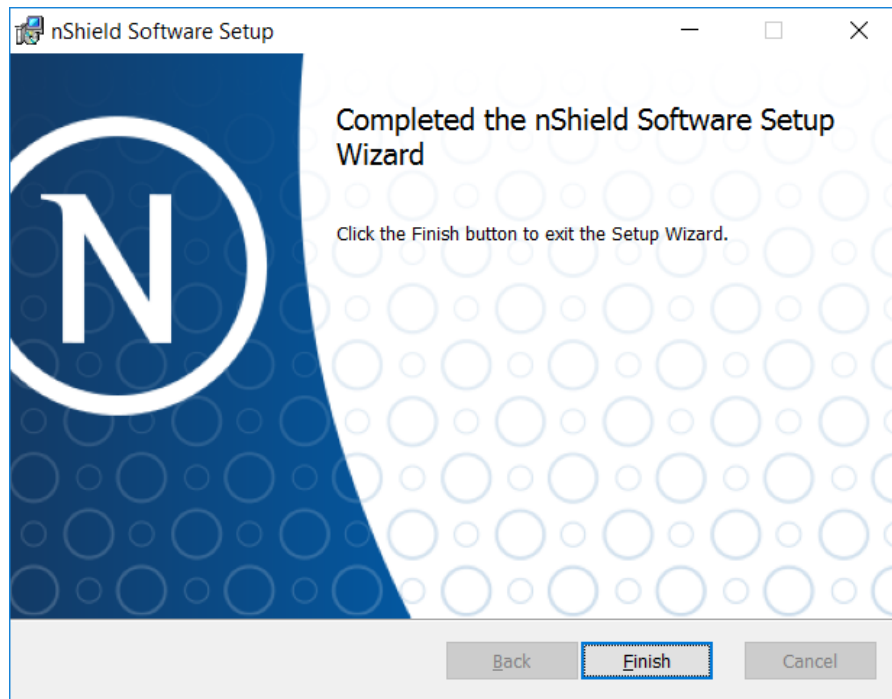 nShield Software Setup
Completed the nShield Software Setup
Wizard
Click the Finish button to exit the Setup Wizard.
N
Back
Finish
Cancel